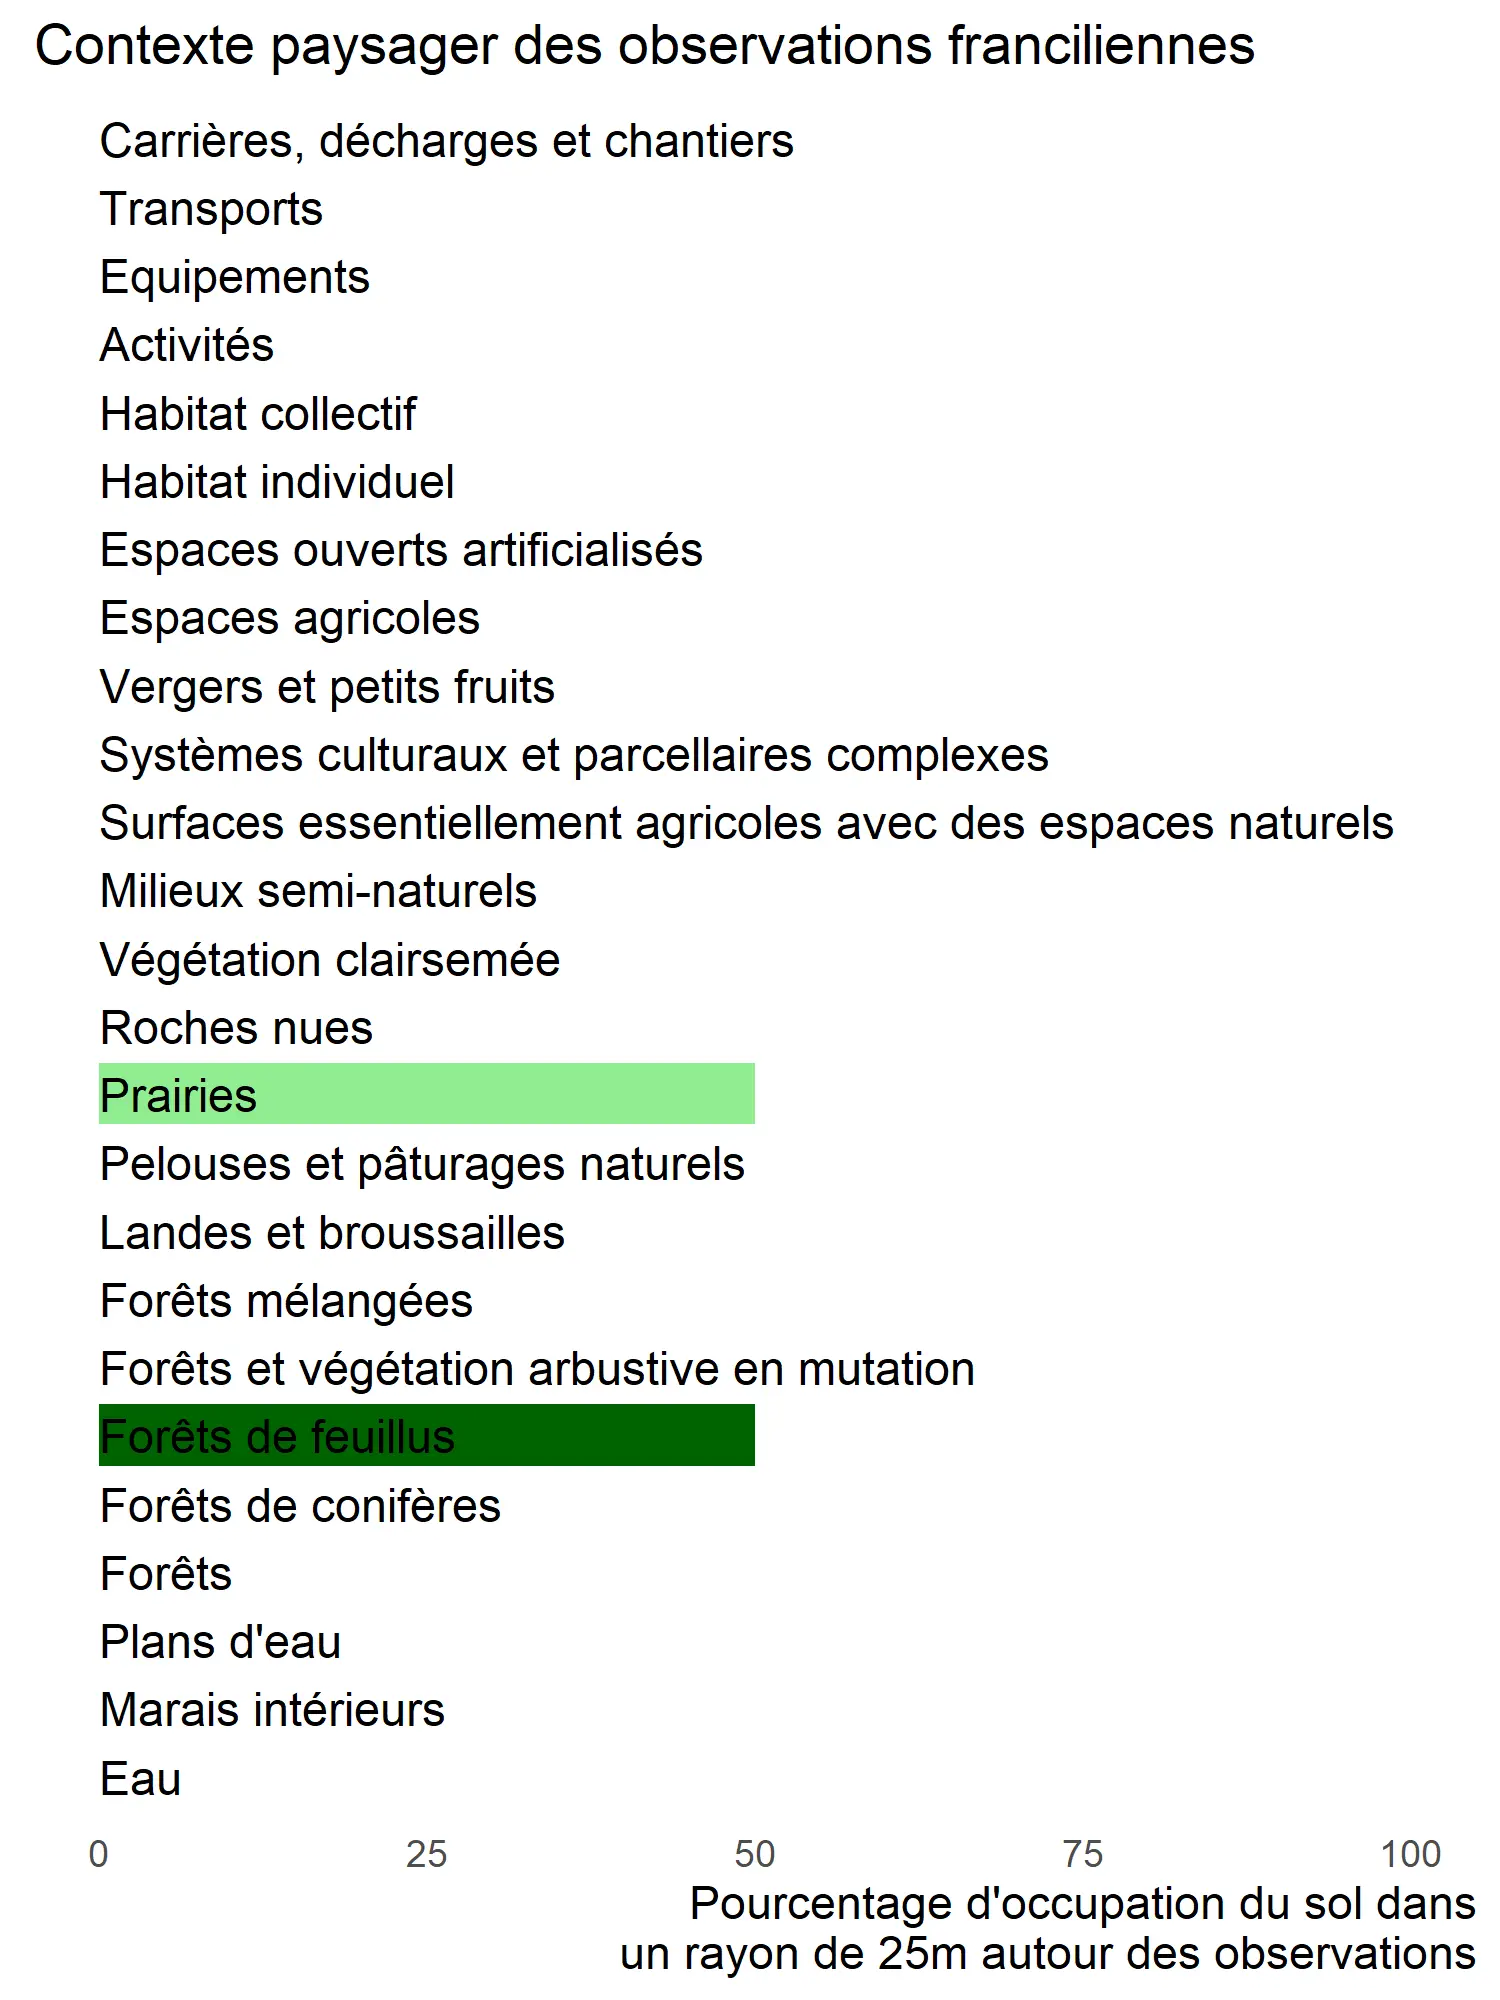 Contexte paysager des observations franciliennes
Carrières, décharges et chantiers
Transports
Equipements
Activités
Habitat collectif
Habitat individuel
Espaces ouverts artificialisés
Espaces agricoles
Vergers et petits fruits
Systèmes culturaux et parcellaires complexes
Surfaces essentiellement agricoles avec des espaces naturels
Milieux semi-naturels
Végétation clairsemée
Roches nues
Prairies
Pelouses et pâturages naturels
Landes et broussailles
Forêts mélangées
Forêts et végétation arbustive en mutation
Forêts de feuillus
Forêts de conifères
Forêts
Plans d'eau
Marais intérieurs
Eau
0 25 50 75 100
Pourcentage d'occupation du sol dans
un rayon de 25m autour des observations